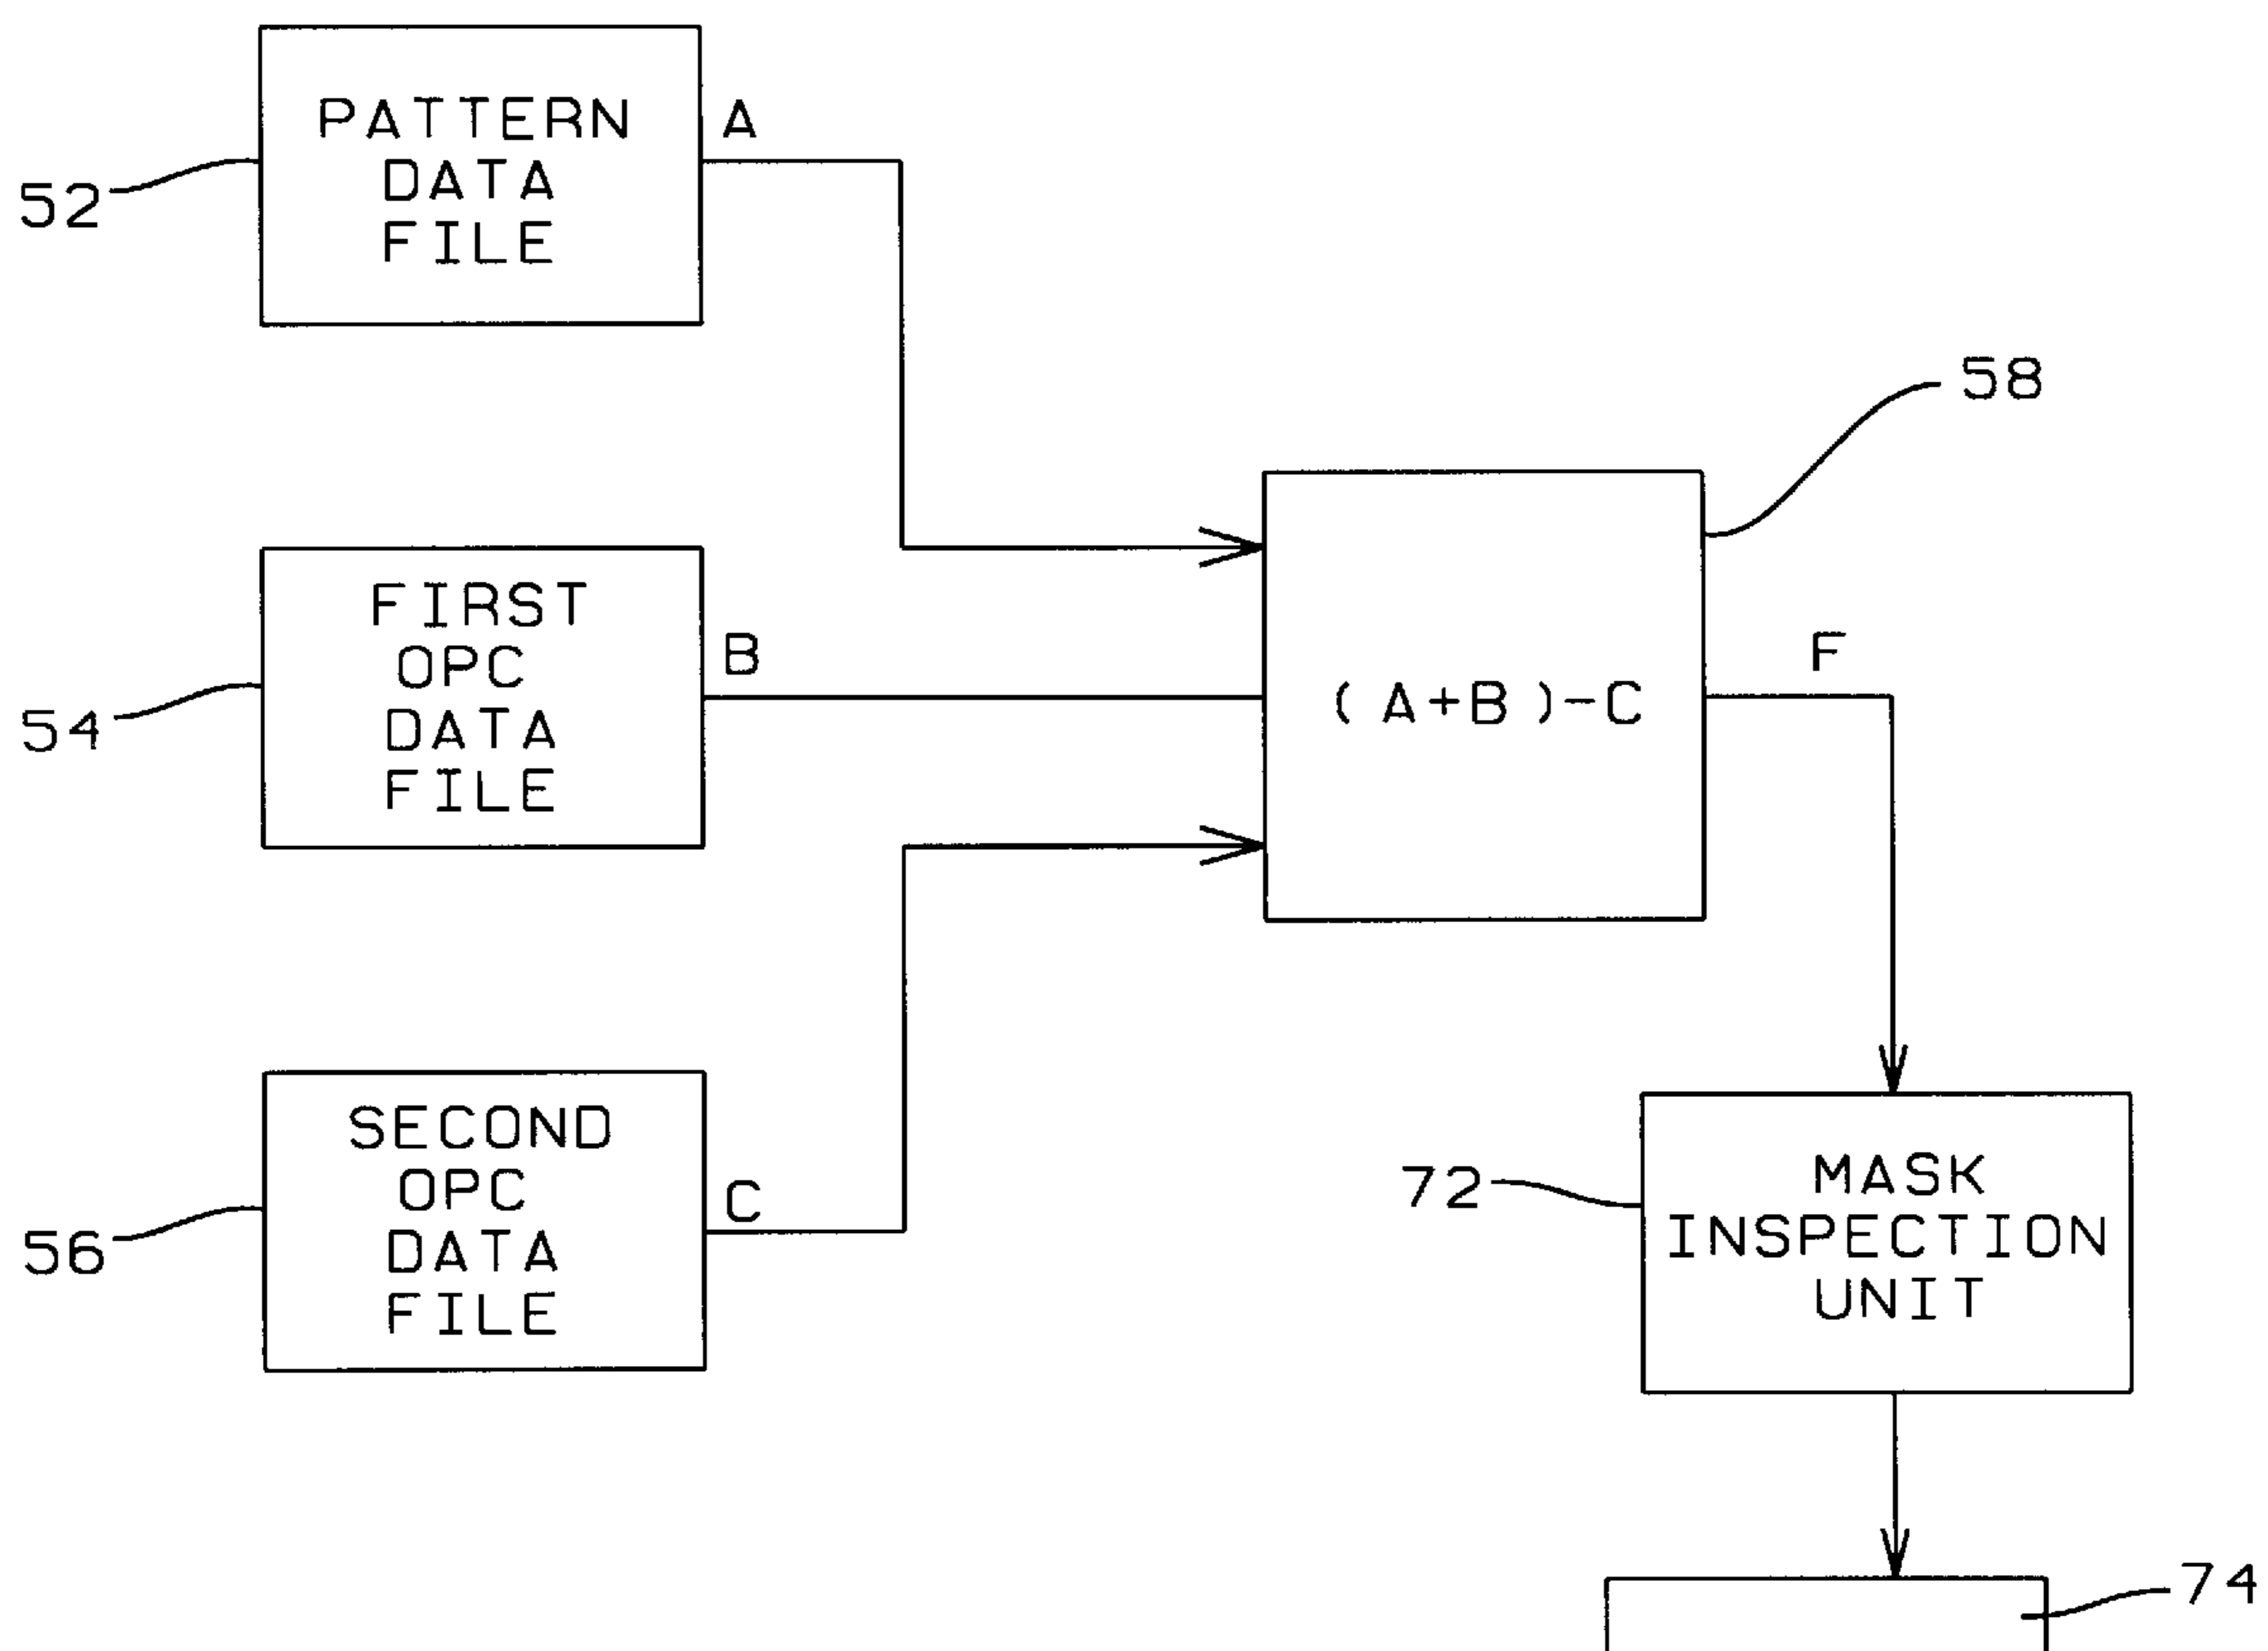 PATTERN
DATA
FILE
A
52
58
FIRST
OPC
DATA
FILE
B
54
(A+B)-C
F
SECOND
OPC
DATA
FILE
C
56
72
MASK
INSPECTION
UNIT
74